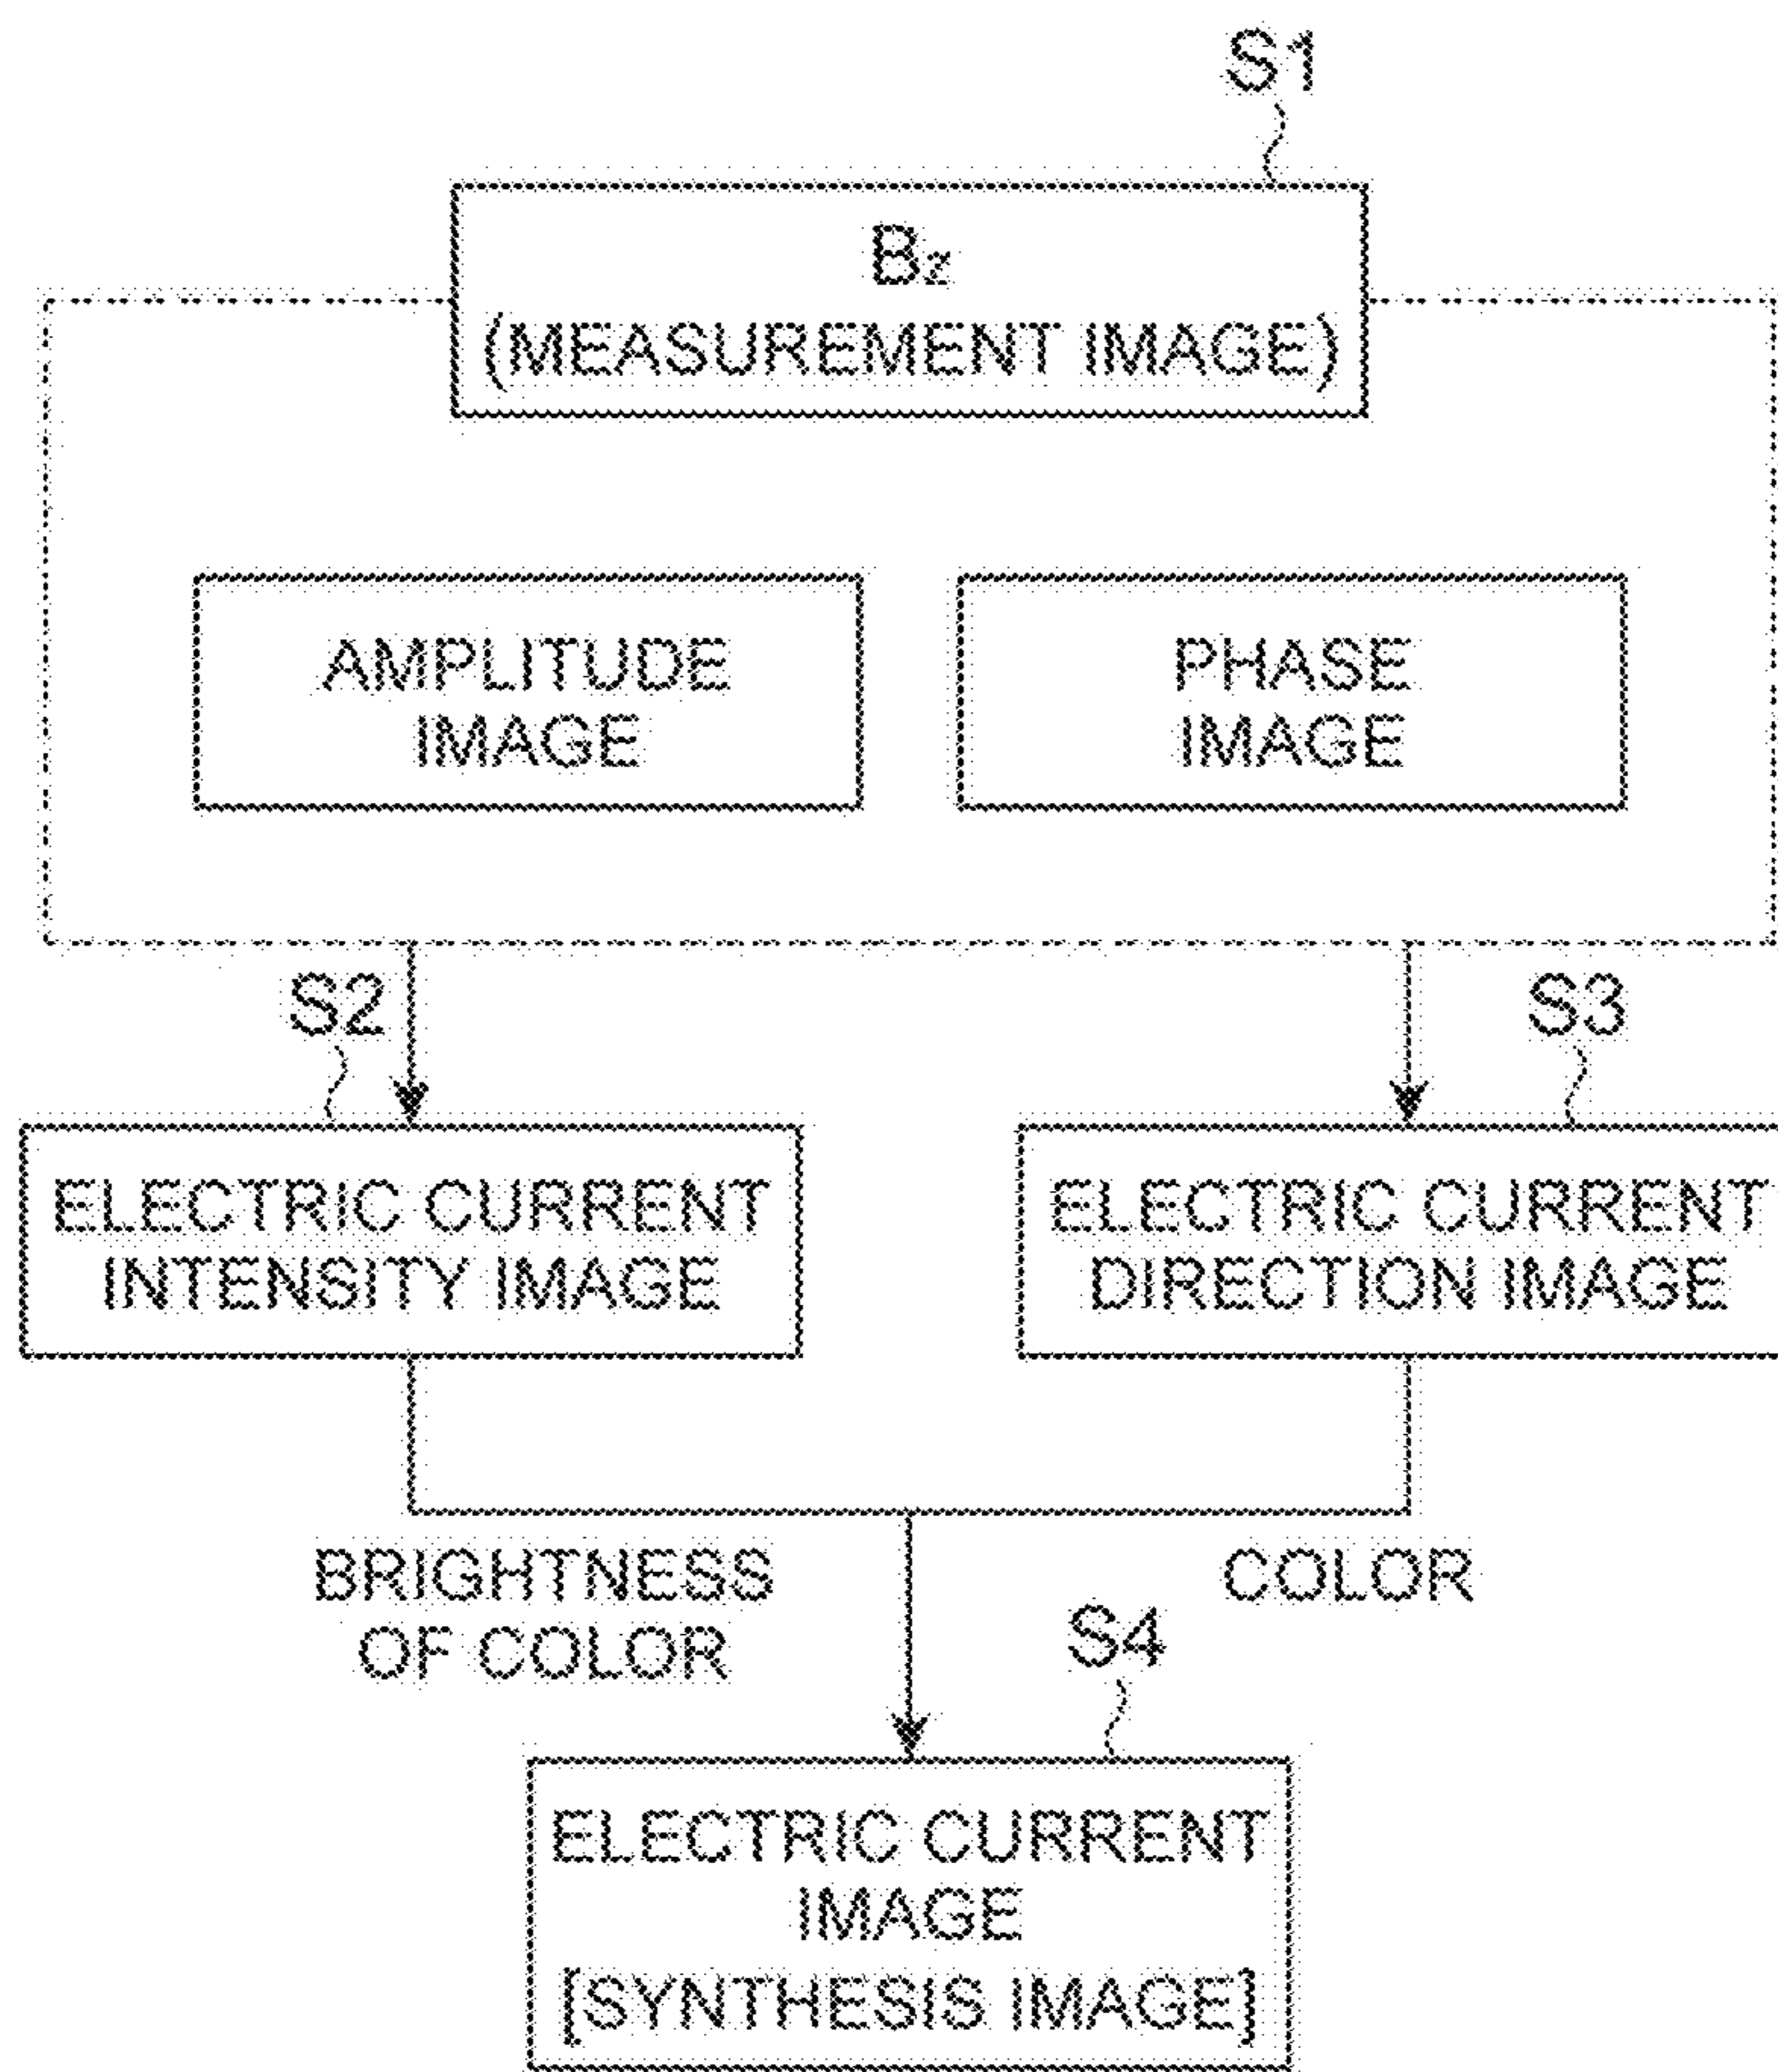 S1
Bz
(MEASUREMENT IMAGE)
AMPLITUDE
IMAGE
PHASE
IMAGE
S2
S3
ELECTRIC CURRENT
INTENSITY IMAGE
ELECTRIC CURRENT
DIRECTION IMAGE
BRIGHTNESS
OF COLOR
COLOR
S4
ELECTRIC CURRENT
IMAGE
[SYNTHESIS IMAGE]